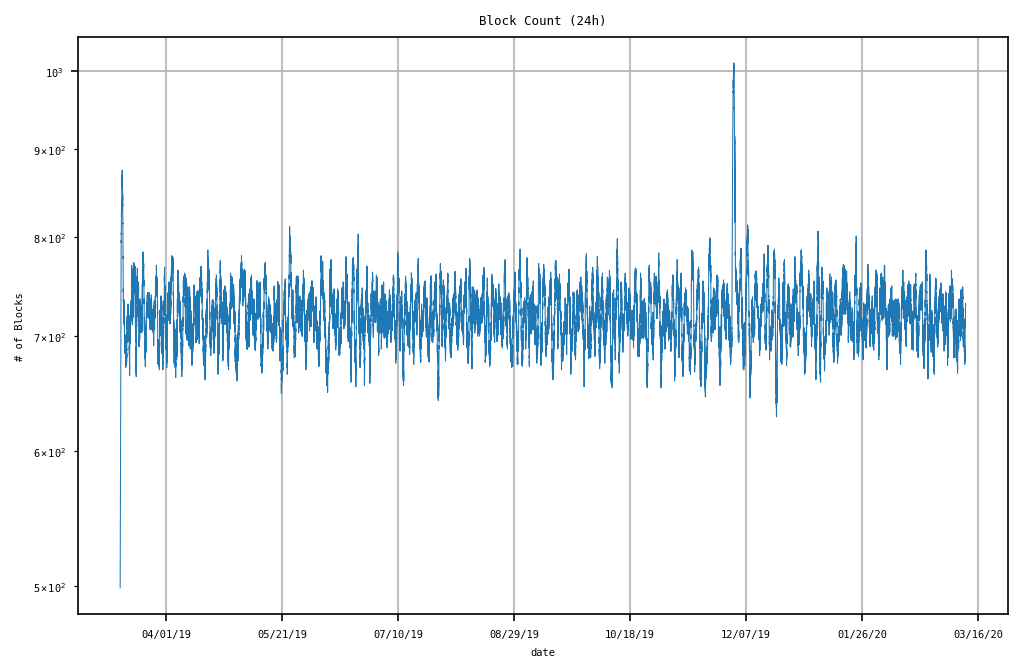 Block Count (24h)
10³
9×10²
8×10²
7×10²
6×10²
5×10²
# of Blocks
04/01/19 05/21/19 07/10/19 08/29/19 10/18/19 12/07/19 01/26/20 03/16/20
date